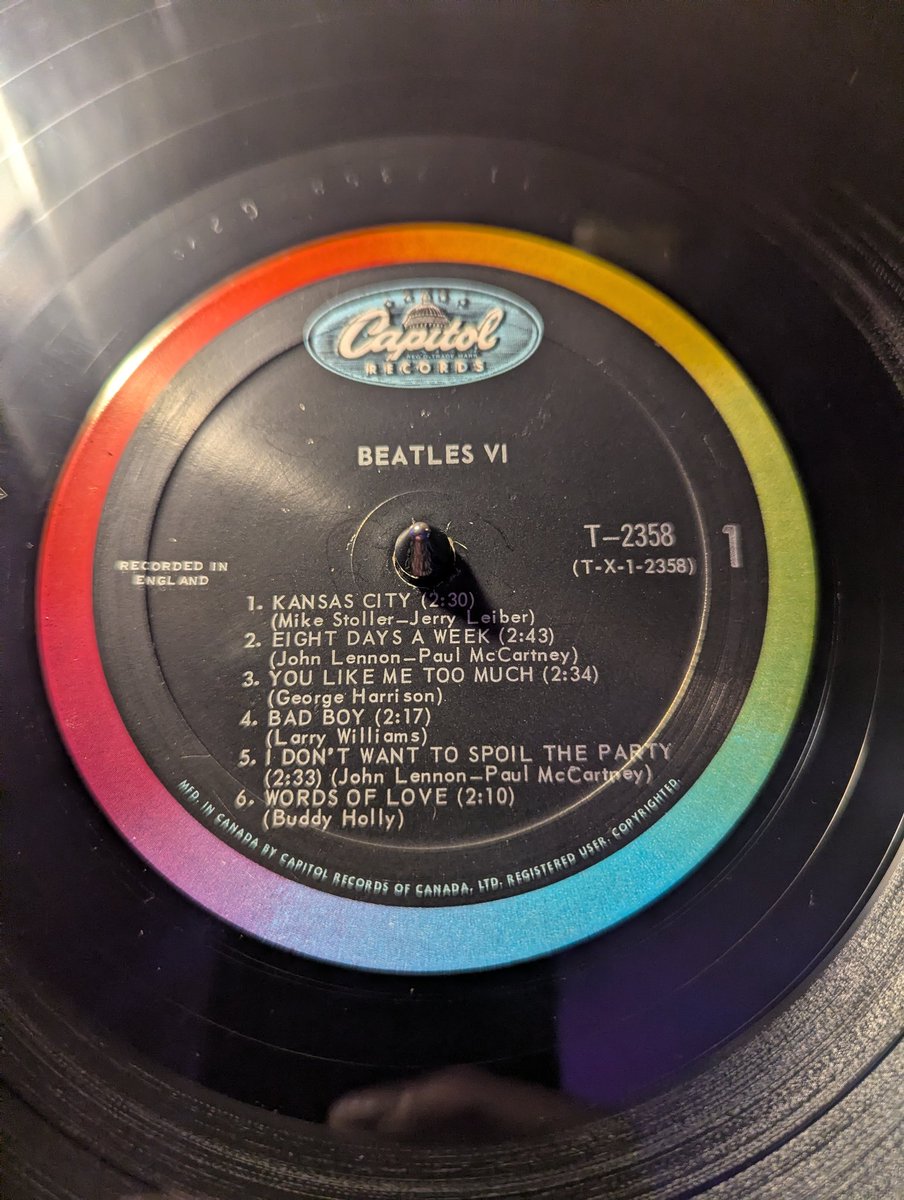 Capitol
REG'D. TRADE MARK
RECORDS
BEATLES VI
T-2358
(T-X-1-2358)
1
RECORDED IN
ENGLAND
1. KANSAS CITY (2:30)
(Mike Stoller-Jerry Leiber)
2. EIGHT DAYS A WEEK (2:43)
(John Lennon-Paul McCartney)
3. YOU LIKE ME TOO MUCH (2:34)
(George Harrison)
4. BAD BOY (2:17)
(Larry Williams)
5. I DON'T WANT TO SPOIL THE PARTY
(2:33) (John Lennon-Paul McCartney)
6. WORDS OF LOVE (2:10)
(Buddy Holly)
MFD. IN CANADA BY CAPITOL RECORDS OF CANADA, LTD. REGISTERED USER. COPYRIGHTED.